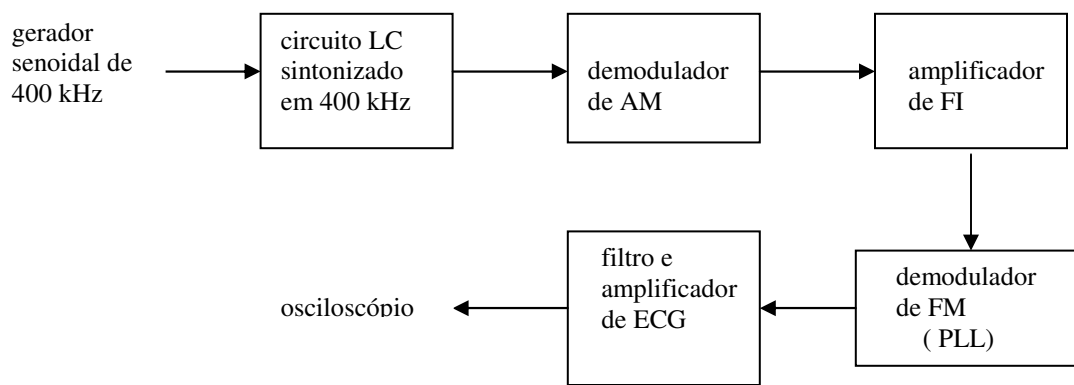 gerador
senoidal de
400 kHz
circuito LC
sintonizado
em 400 kHz
demodulador
de AM
amplificador
de FI
demodulador
de FM
( PLL)
filtro e
amplificador
de ECG
osciloscópio